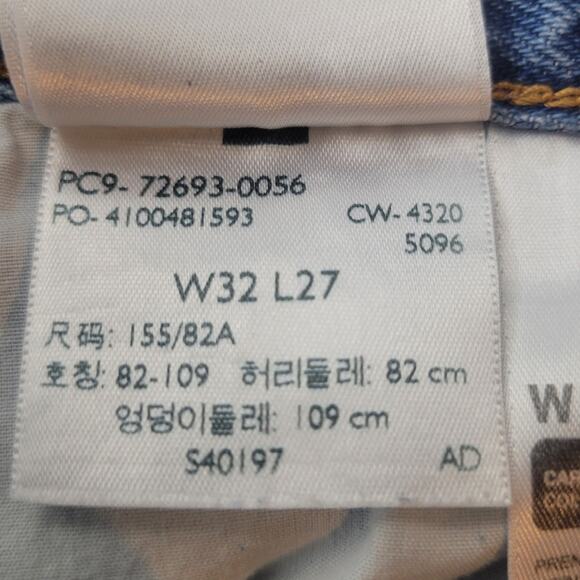 PC9- 72693-0056
PO- 4100481593 CW- 4320
5096
W32 L27
尺码: 155/82A
호칭: 82-109 허리둘레: 82 cm
엉덩이둘레: 109 cm
S40197 AD
W